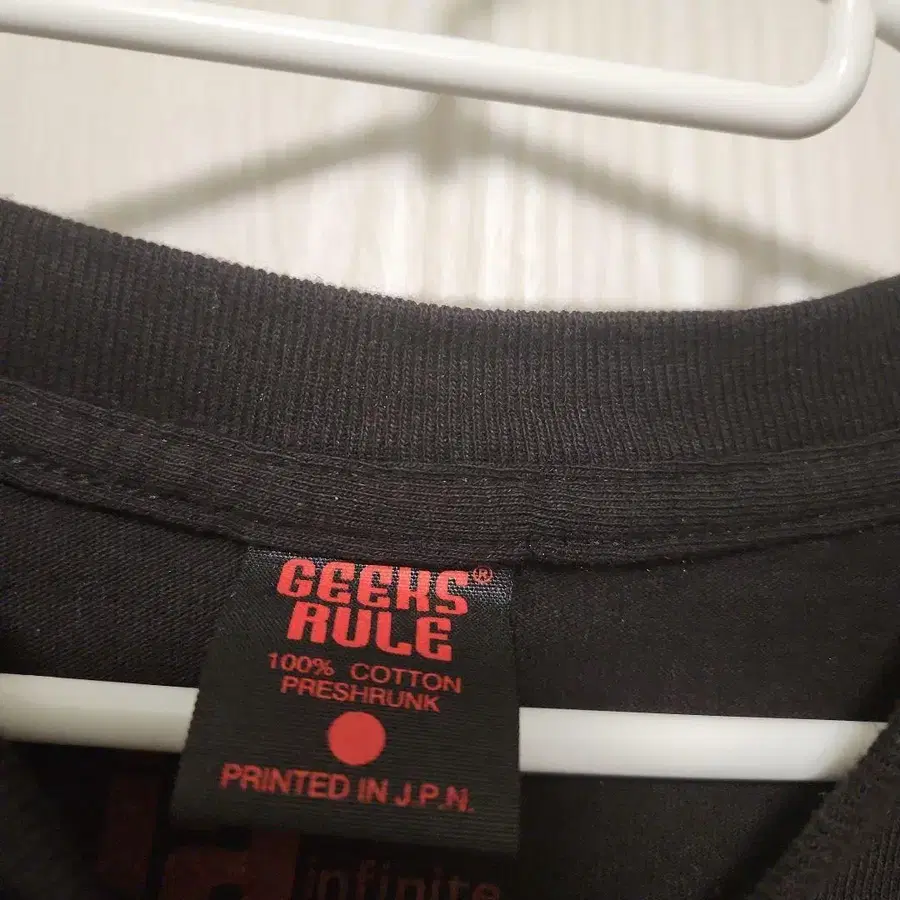 GEEKS®
RULE
100% COTTON
PRESHRUNK
PRINTED IN J.P.N.
infinite